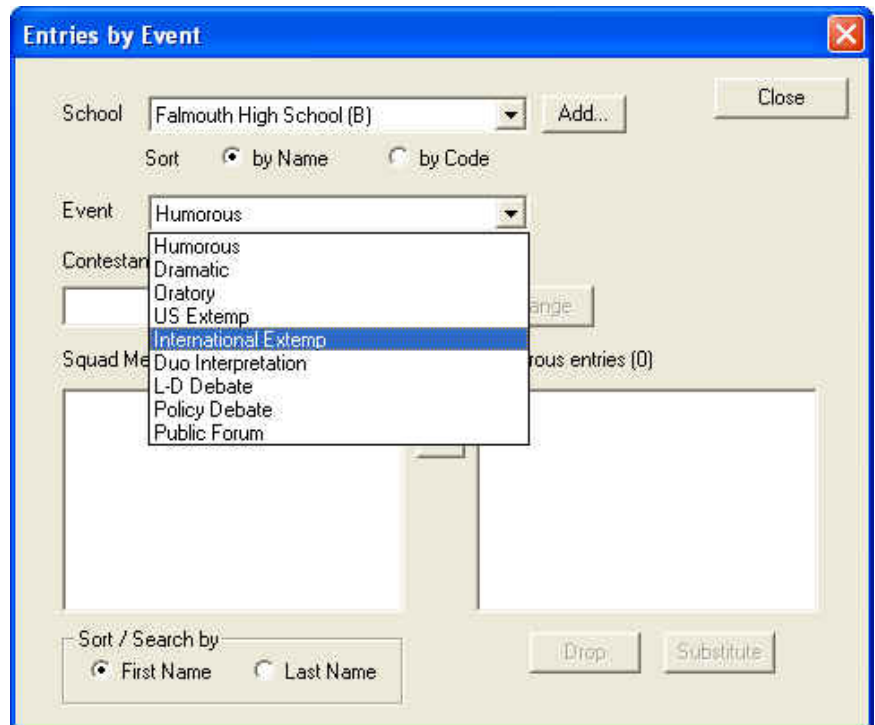 Entries by Event
School Falmouth High School (B) Add... Close
Sort by Name by Code
Event Humorous
Humorous
Contestan Dramatic
Oratory
US Extemp ange
International Extemp
Squad Me Duo Interpretation rous entries (0)
L-D Debate
Policy Debate
Public Forum
Sort / Search by
First Name Last Name Drop Substitute